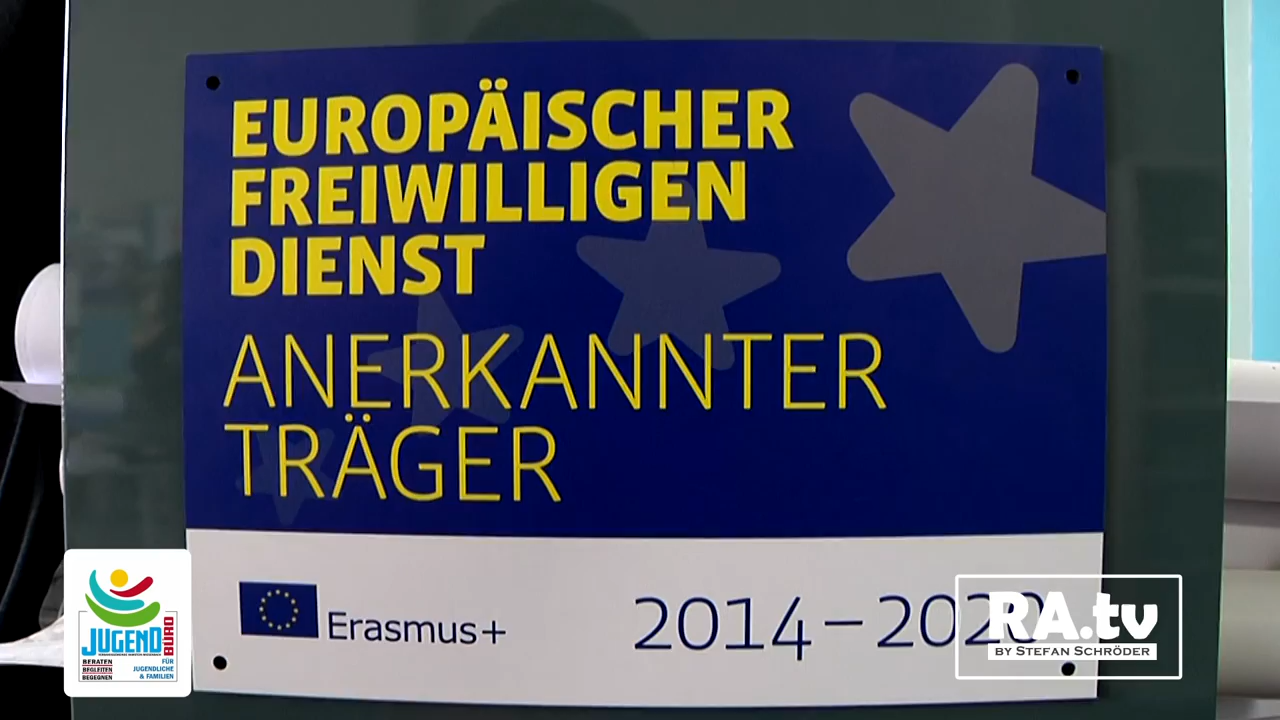 EUROPÄISCHER
FREIWILLIGEN
DIENST
ANERKANNTER
TRÄGER
Erasmus+
2014–2020
RA.tv
BY STEFAN SCHRÖDER
JUGEND
BÜRO
BERATEN
BEGLEITEN
BEGEGNEN
FÜR
JUGENDLICHE
& FAMILIEN